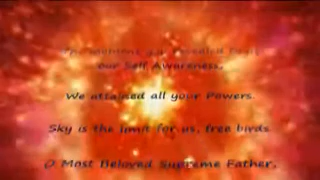 our Self Awareness,
We attained all your Powers.
Sky is the limit for us, free birds
O Most Beloved Supreme Father,